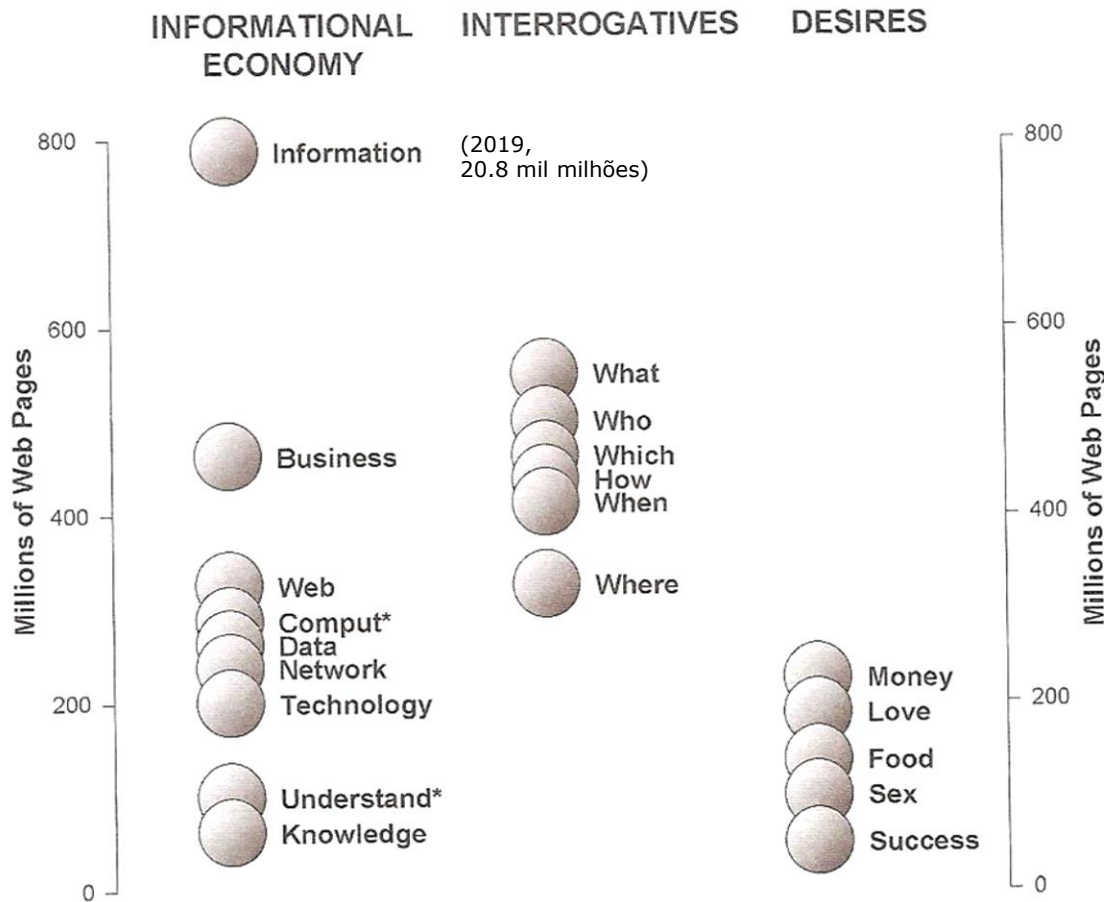 INFORMATIONAL
ECONOMY
INTERROGATIVES
DESIRES
Millions of Web Pages
800
600
400
200
0
Information
(2019,
20.8 mil milhões)
Business
Web
Comput*
Data
Network
Technology
Understand*
Knowledge
What
Who
Which
How
When
Where
Money
Love
Food
Sex
Success
800
600
400
200
0
Millions of Web Pages